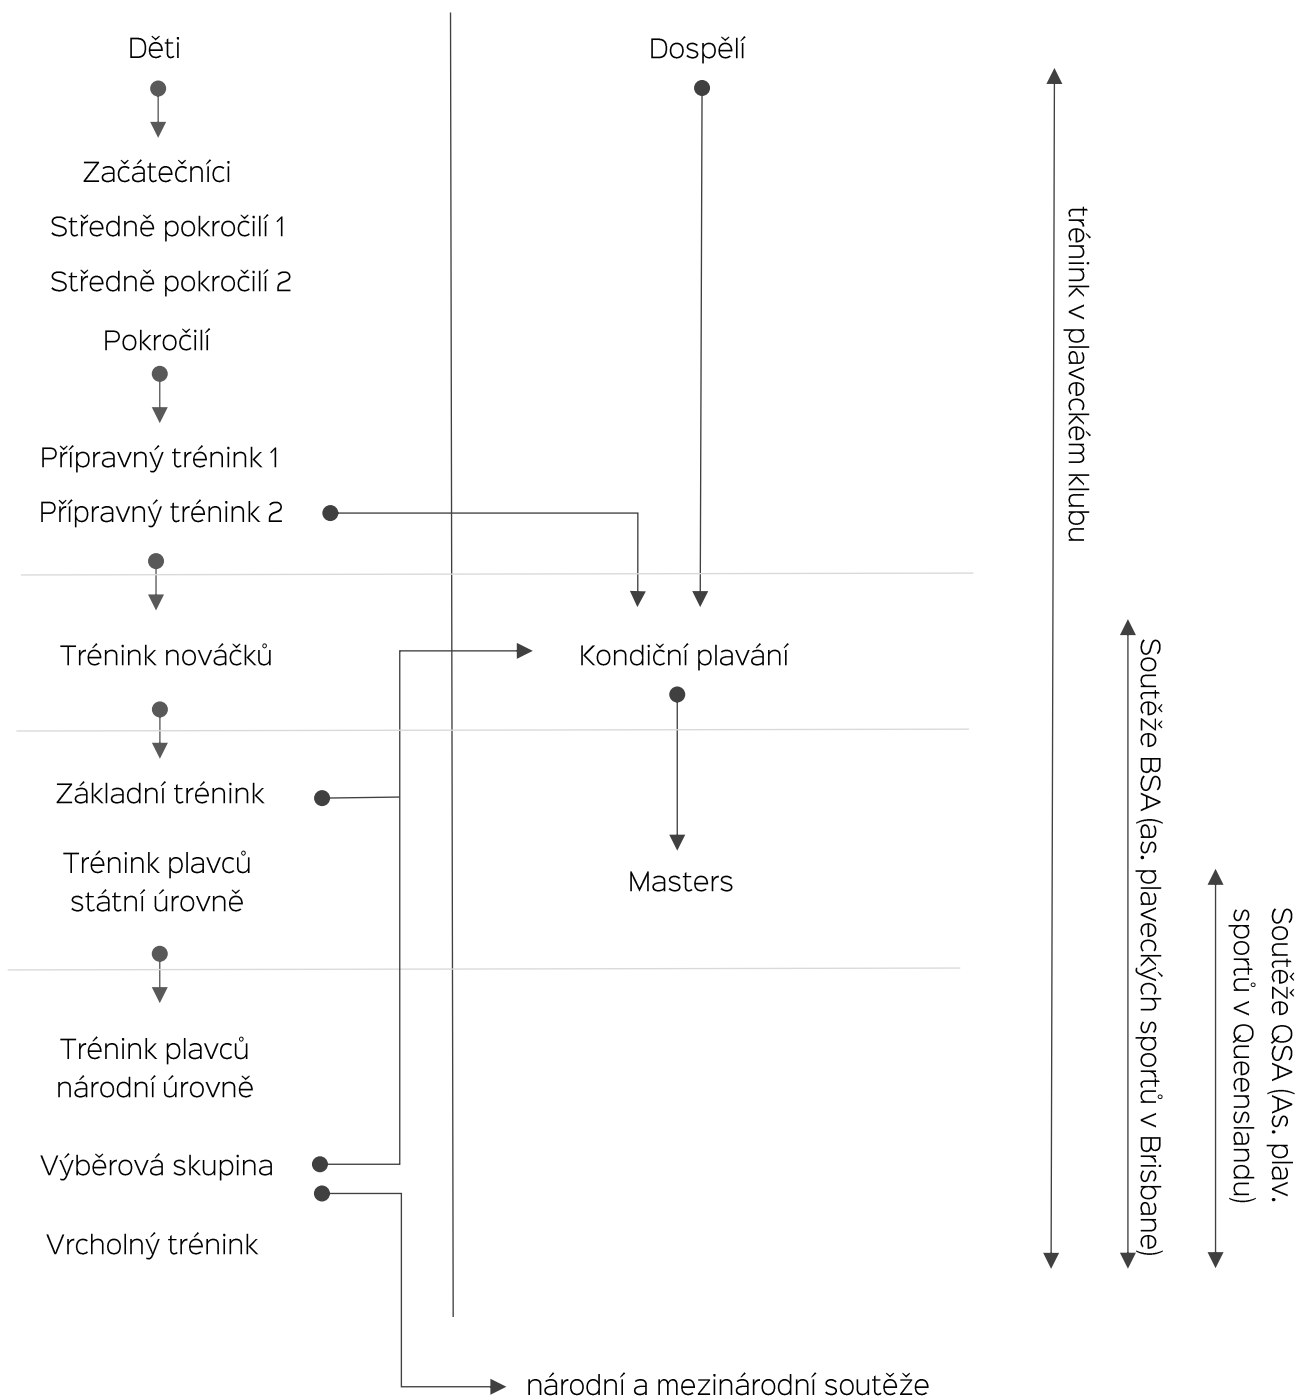 Děti
Začátečníci
Středně pokročilí 1
Středně pokročilí 2
Pokročilí
Přípravný trénink 1
Přípravný trénink 2
Trénink nováčků
Základní trénink
Trénink plavců
státní úrovně
Trénink plavců
národní úrovně
Výběrová skupina
Vrcholný trénink
Dospělí
Kondiční plavání
Masters
národní a mezinárodní soutěže
trénink v plaveckém klubu
Soutěže BSA (as. plaveckých sportů v Brisbane)
Soutěže QSA (As. plav.
sportů v Queenslandu)